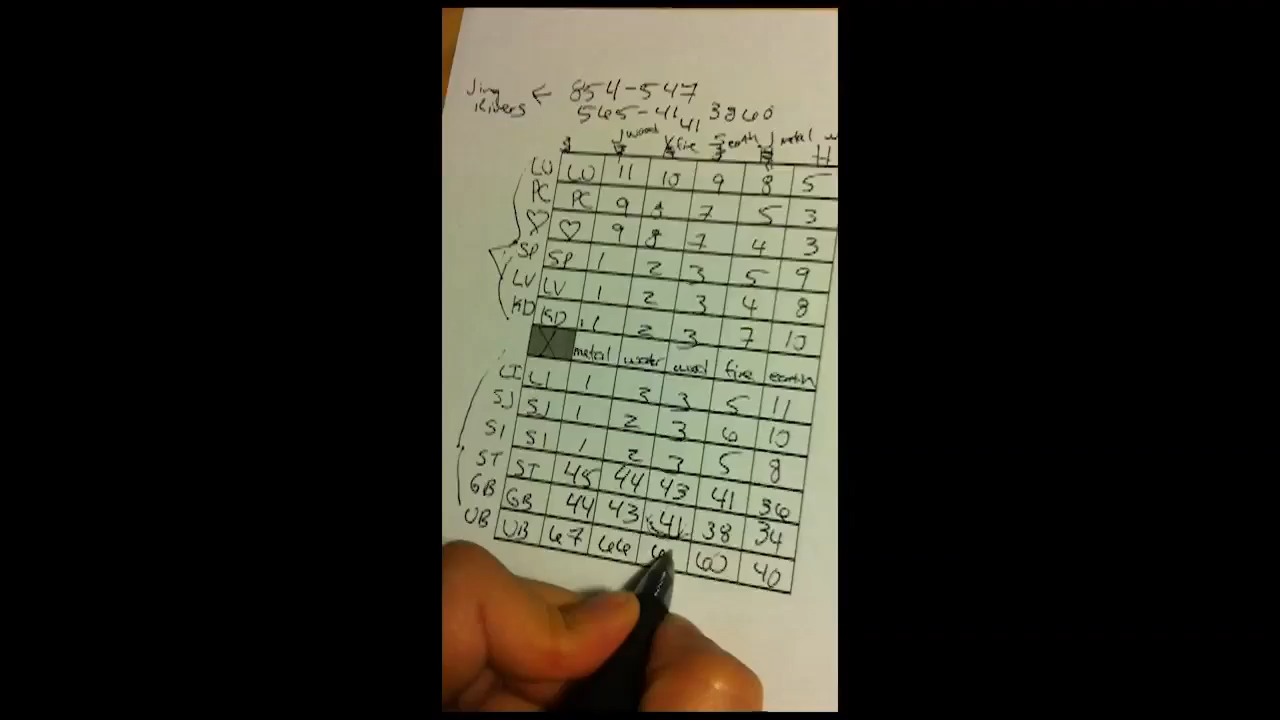 Jing ← 854-547
Rivers 565-41 41 3860
wood fire earth metal
LU LU 11 10 9 8 5
PC PC 9 8 7 5 3
♡ ♡ 9 8 7 4 3
SP SP 1 2 3 5 9
LV LV 1 2 3 4 8
KD KD 1 2 3 7 10
X metal water wood fire earth
LI LI 1 3 3 5 11
SJ SJ 1 2 3 6 10
SI SI 1 2 3 5 8
ST ST 45 44 43 41 36
GB GB 44 43 41 38 34
UB UB 67 66 60 40